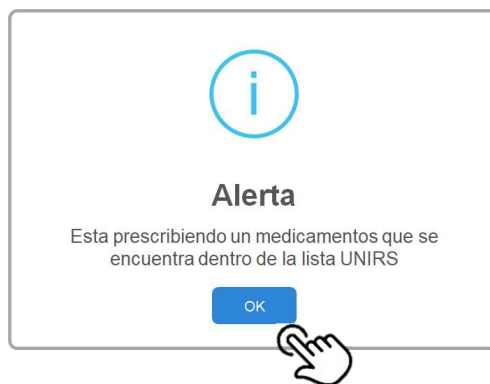 i
Alerta
Esta prescribiendo un medicamentos que se
encuentra dentro de la lista UNIRS
OK